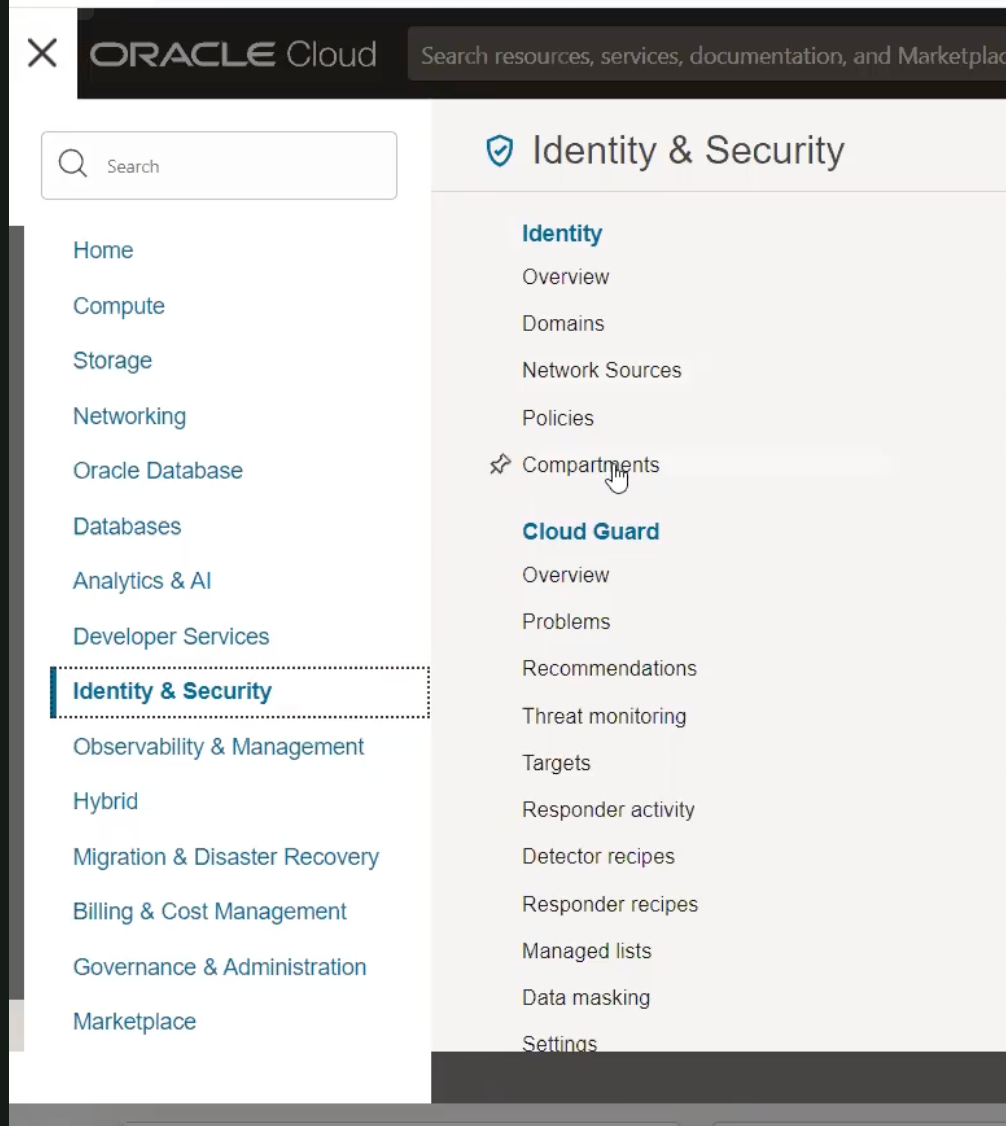 ORACLE Cloud
Search resources, services, documentation, and
Search
Home
Compute
Storage
Networking
Oracle Database
Databases
Analytics & AI
Developer Services
Identity & Security
Observability & Management
Hybrid
Migration & Disaster Recovery
Billing & Cost Management
Governance & Administration
Marketplace
Identity & Security
Identity
Overview
Domains
Network Sources
Policies
Compartments
Cloud Guard
Overview
Problems
Recommendations
Threat monitoring
Targets
Responder activity
Detector recipes
Responder recipes
Managed lists
Data masking
Settings